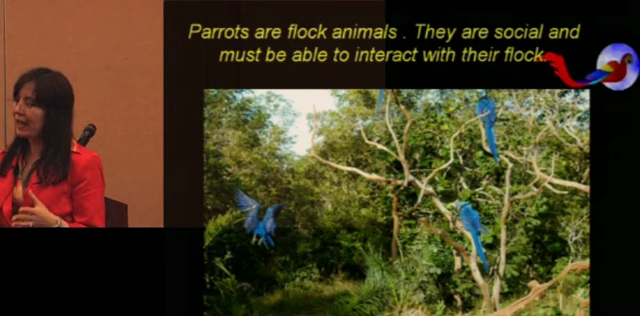 Parrots are flock animals . They are social and
must be able to interact with their flock.